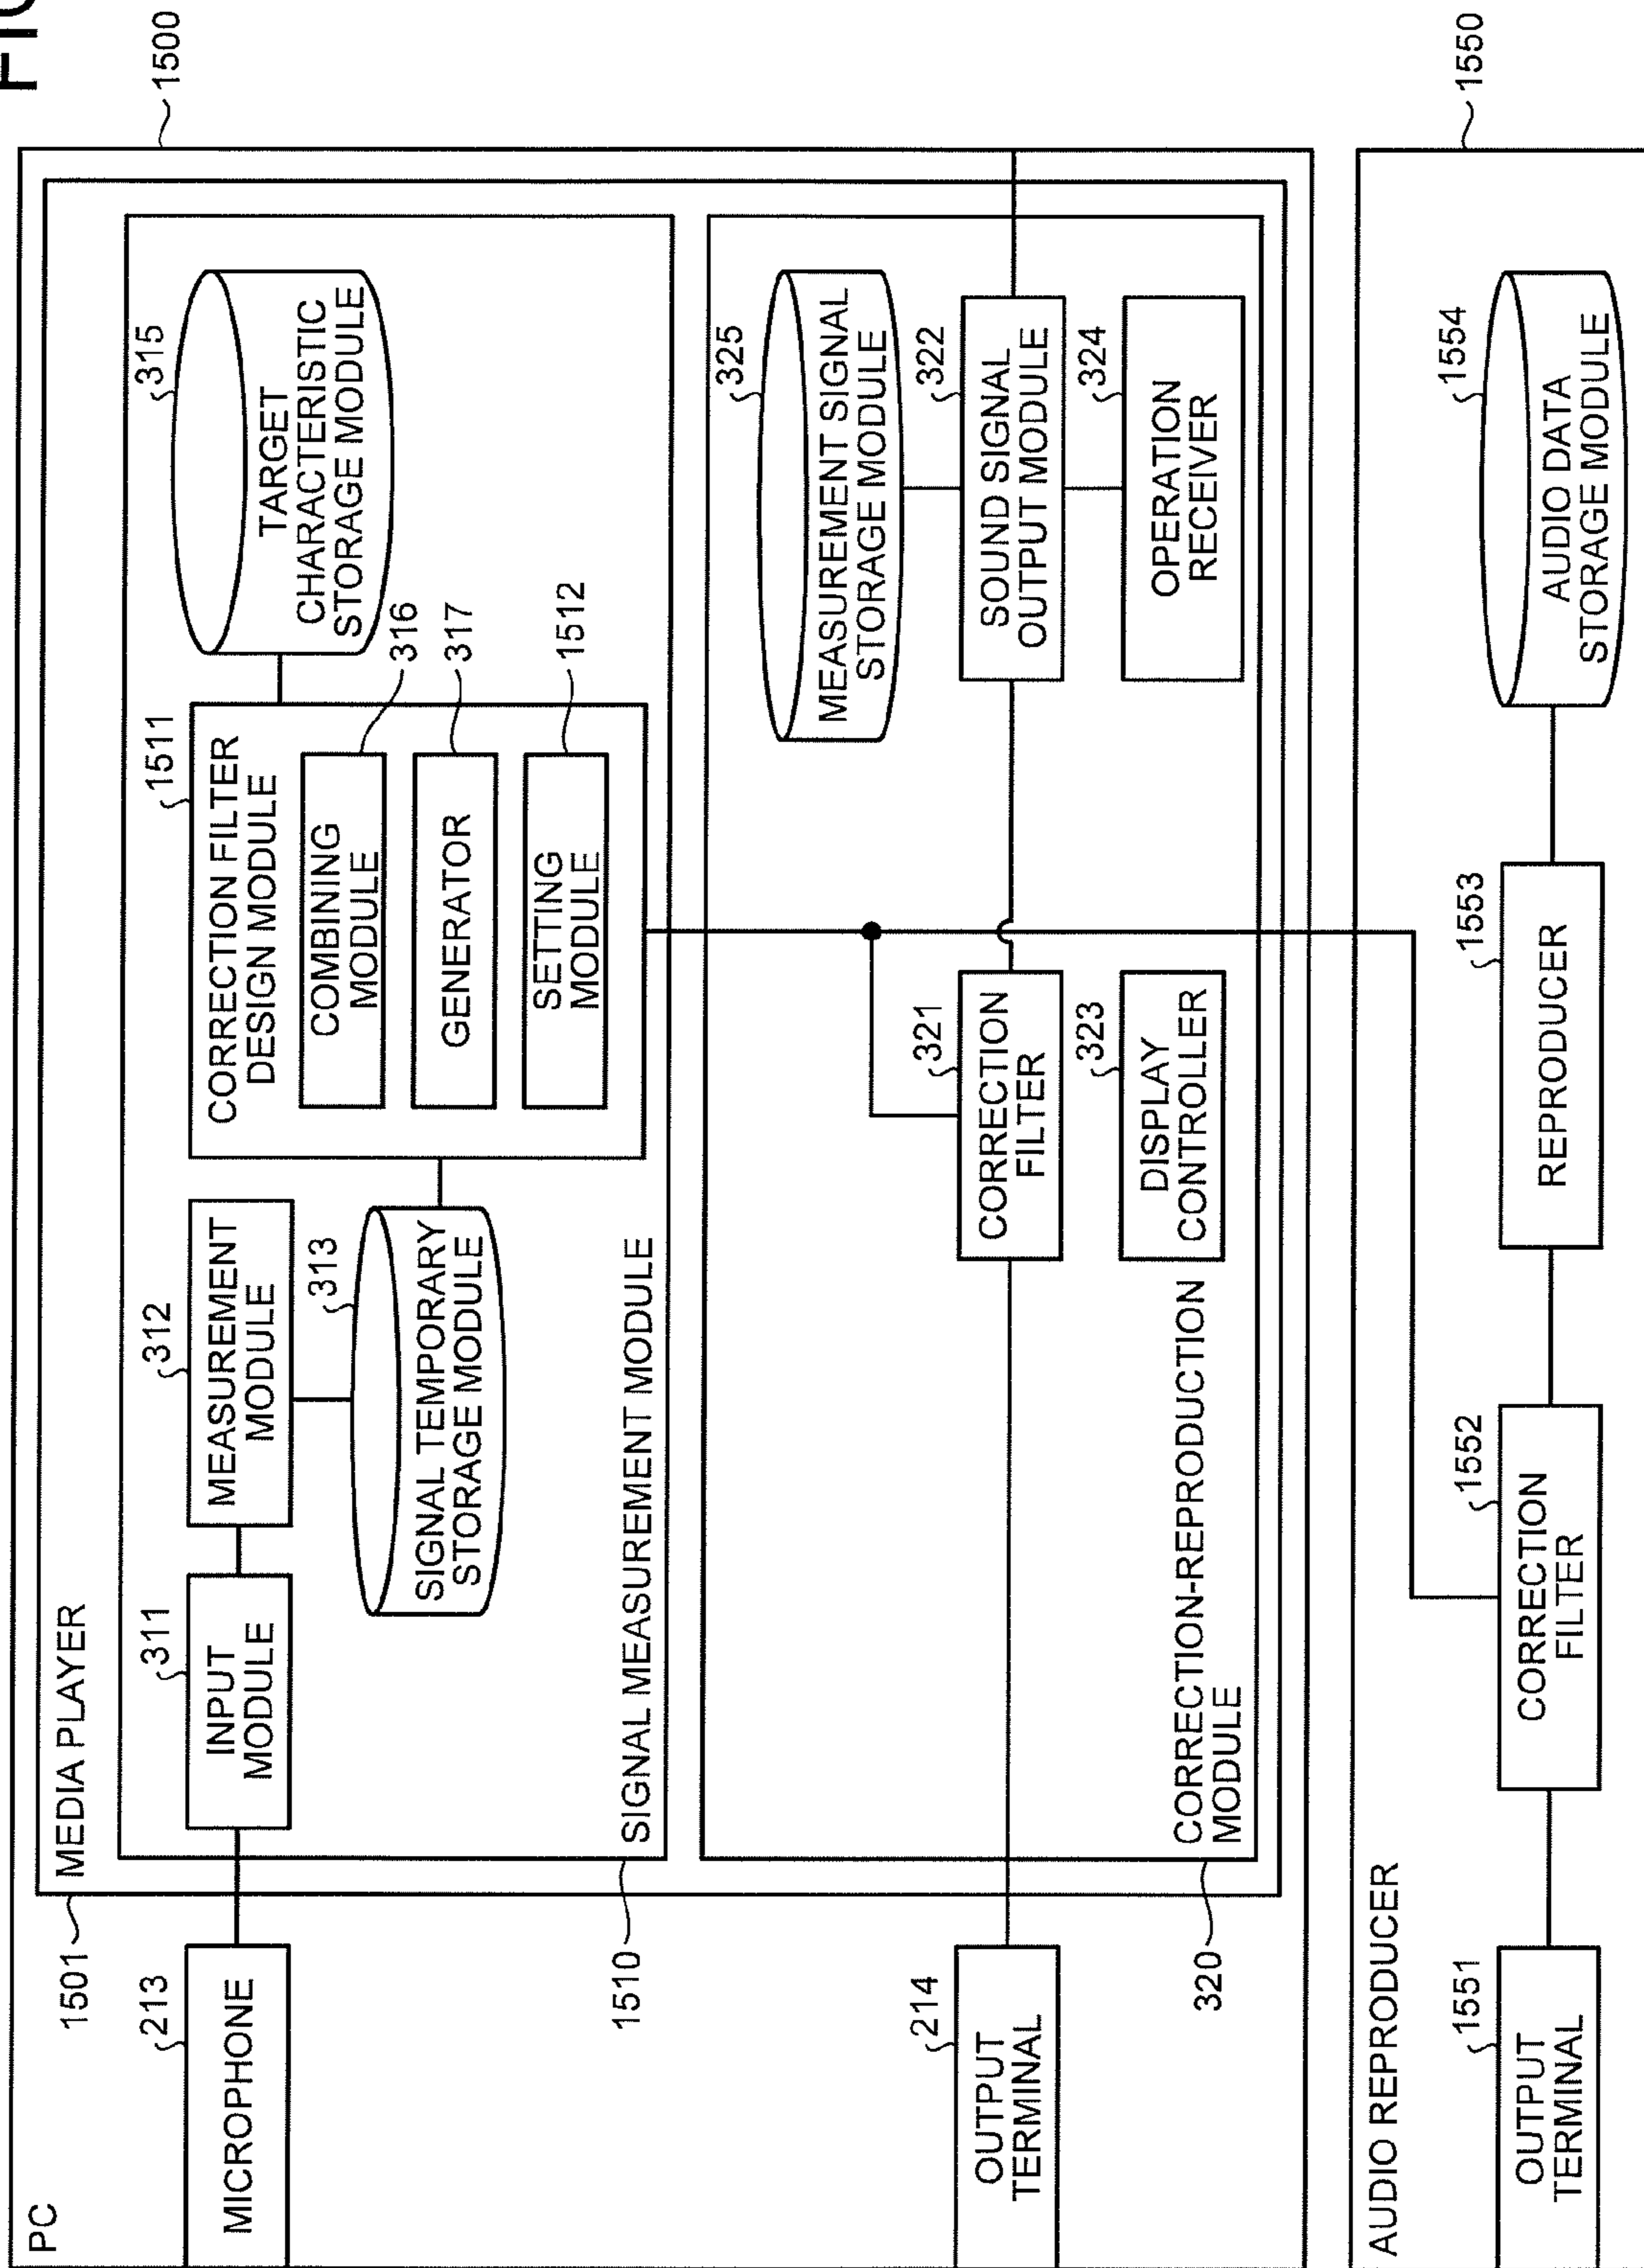 FIG
1500
PC
MEDIA PLAYER
1501
213
MICROPHONE
311
INPUT
MODULE
312
MEASUREMENT
MODULE
313
SIGNAL TEMPORARY
STORAGE MODULE
1511
CORRECTION FILTER
DESIGN MODULE
COMBINING
MODULE
316
GENERATOR
317
SETTING
MODULE
1512
315
TARGET
CHARACTERISTIC
STORAGE MODULE
SIGNAL MEASUREMENT MODULE
1510
325
MEASUREMENT SIGNAL
STORAGE MODULE
214
OUTPUT
TERMINAL
321
CORRECTION
FILTER
322
SOUND SIGNAL
OUTPUT MODULE
323
DISPLAY
CONTROLLER
324
OPERATION
RECEIVER
CORRECTION-REPRODUCTION
MODULE
320
1550
AUDIO REPRODUCER
1551
OUTPUT
TERMINAL
1552
CORRECTION
FILTER
1553
REPRODUCER
1554
AUDIO DATA
STORAGE MODULE